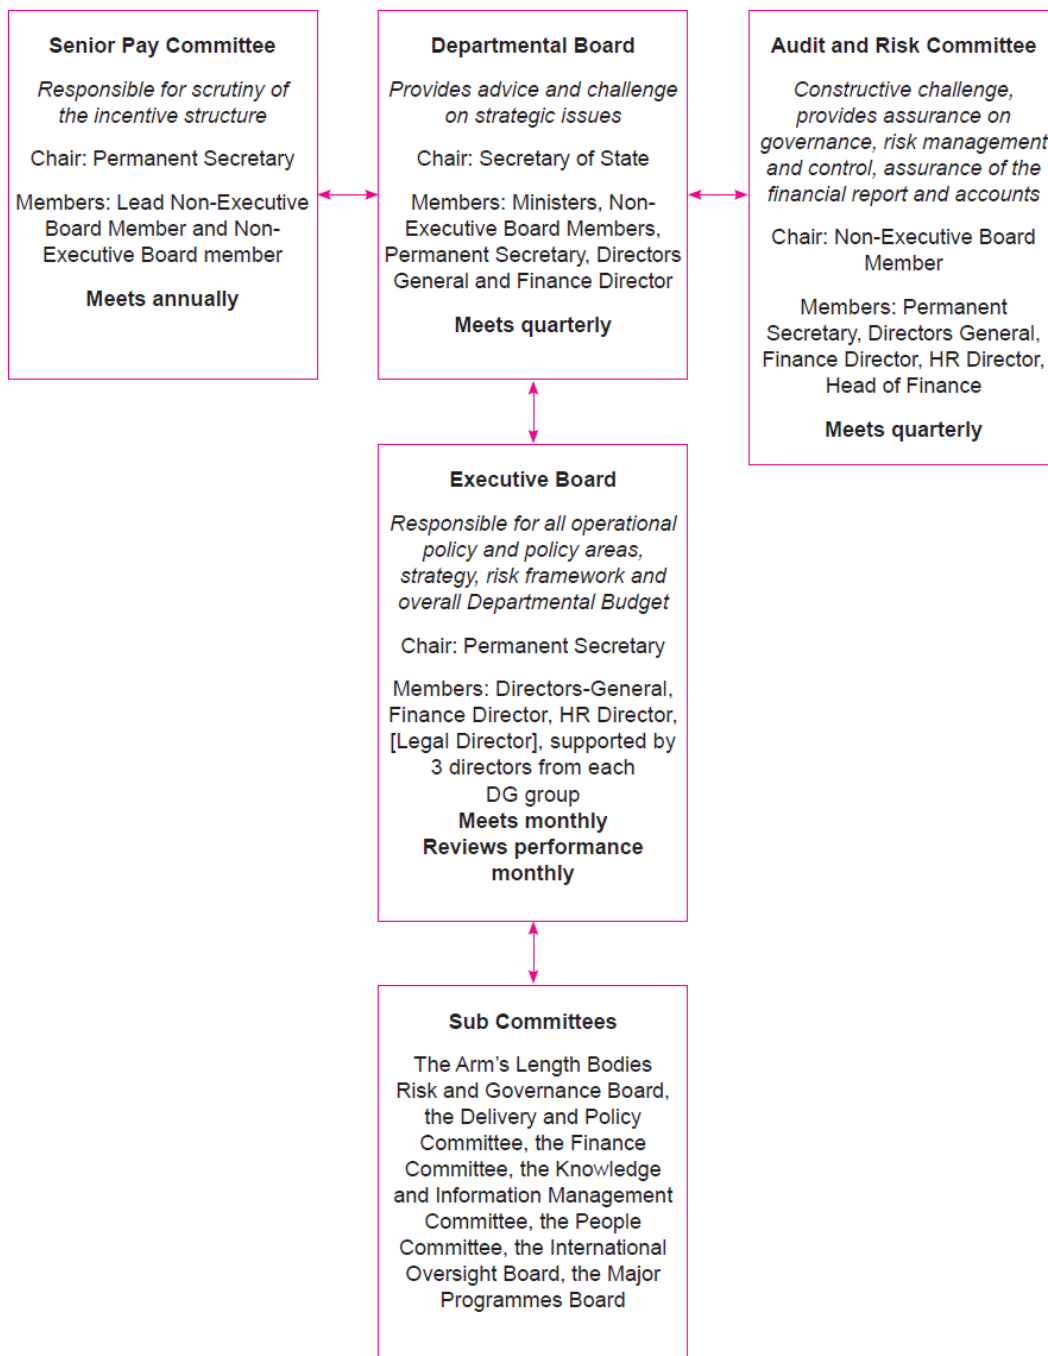 Senior Pay Committee
Responsible for scrutiny of
the incentive structure
Chair: Permanent Secretary
Members: Lead Non-Executive
Board Member and Non-
Executive Board member
Meets annually
Departmental Board
Provides advice and challenge
on strategic issues
Chair: Secretary of State
Members: Ministers, Non-
Executive Board Members,
Permanent Secretary, Directors
General and Finance Director
Meets quarterly
Audit and Risk Committee
Constructive challenge,
provides assurance on
governance, risk management
and control, assurance of the
financial report and accounts
Chair: Non-Executive Board
Member
Members: Permanent
Secretary, Directors General,
Finance Director, HR Director,
Head of Finance
Meets quarterly
Executive Board
Responsible for all operational
policy and policy areas,
strategy, risk framework and
overall Departmental Budget
Chair: Permanent Secretary
Members: Directors-General,
Finance Director, HR Director,
[Legal Director], supported by
3 directors from each
DG group
Meets monthly
Reviews performance
monthly
Sub Committees
The Arm’s Length Bodies
Risk and Governance Board,
the Delivery and Policy
Committee, the Finance
Committee, the Knowledge
and Information Management
Committee, the People
Committee, the International
Oversight Board, the Major
Programmes Board